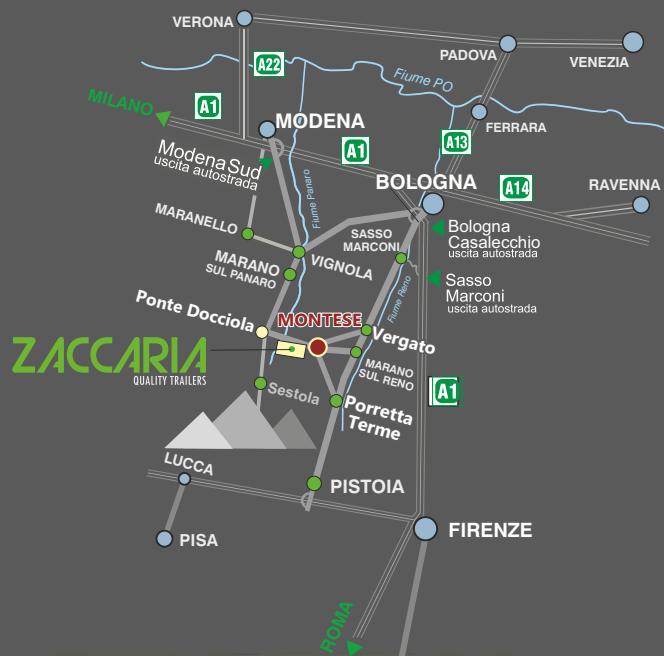 VERONA
PADOVA
VENEZIA
A22
Fiume PO
MILANO
A1
MODENA
FERRARA
A13
A1
Modena Sud
uscita autostrada
BOLOGNA
A14
RAVENNA
Fiume Panaro
MARANELLO
SASSO
MARCONI
Bologna
Casalecchio
uscita autostrada
VIGNOLA
MARANO
SUL PANARO
Sasso
Marconi
uscita autostrada
Fiume Reno
Ponte Docciola
MONTESE
Vergato
ZACCARIA
QUALITY TRAILERS
MARANO
SUL RENO
Sestola
A1
Porretta
Terme
LUCCA
PISTOIA
FIRENZE
PISA
ROMA